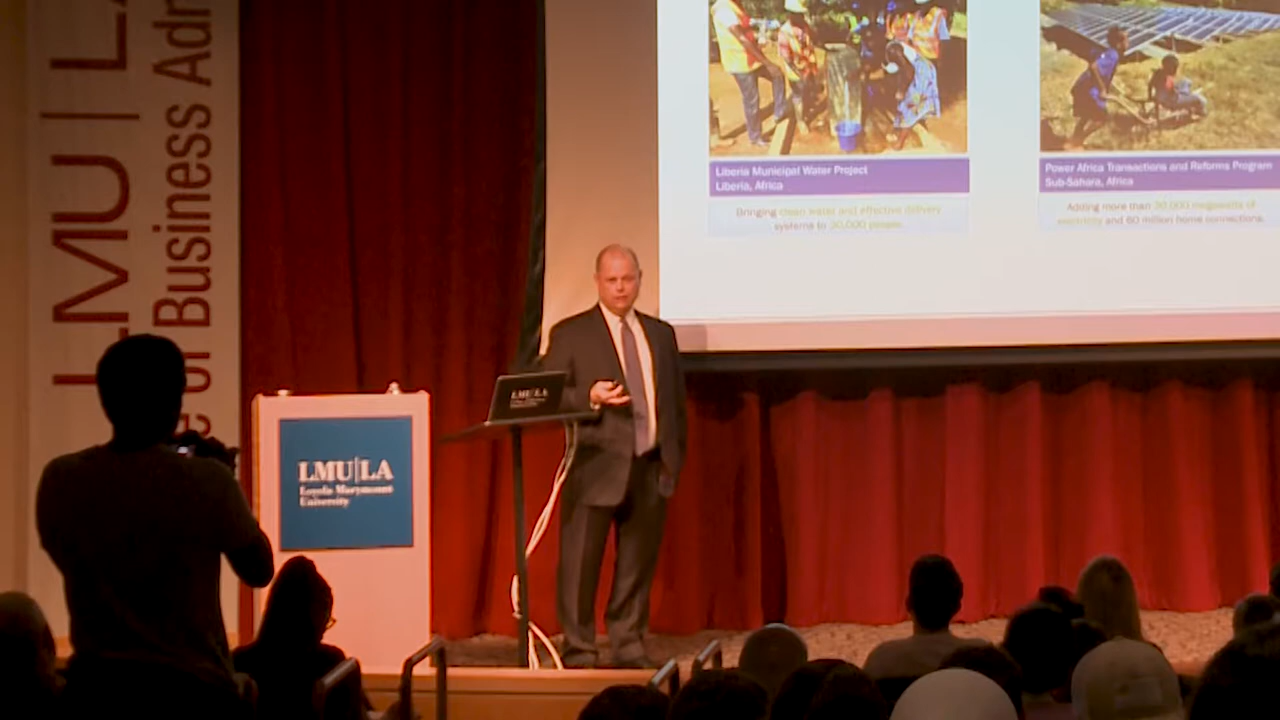 LMU | LA
of Business Adr
Liberia Municipal Water Project
Liberia, Africa
Bringing clean water and effective delivery
systems to 30,000 people.
Power Africa Transactions and Reforms Program
Sub-Sahara, Africa
Adding more than 30,000 megawatts of
electricity and 60 million home connections.
LMU|LA
LMU|LA
Loyola Marymount
University